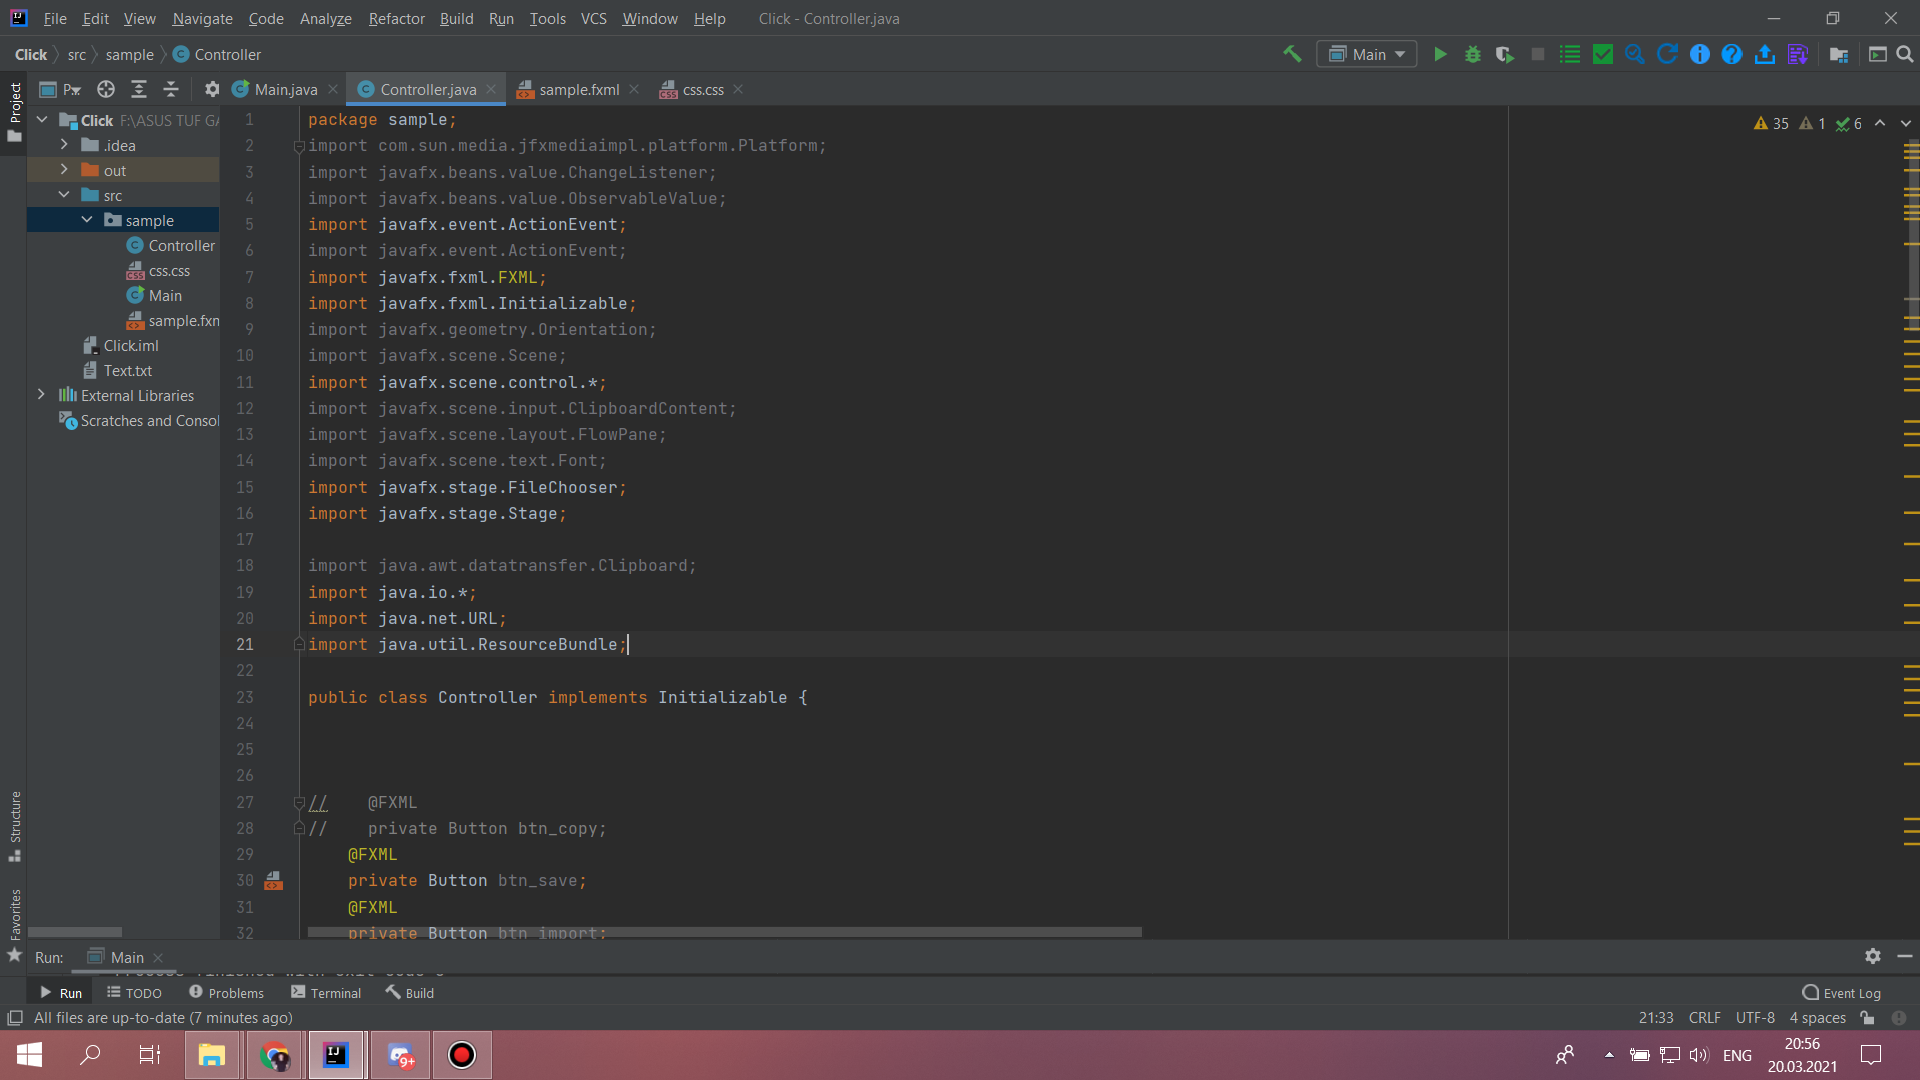 File Edit View Navigate Code Analyze Refactor Build Run Tools VCS Window Help Click - Controller.java
Click src sample Controller Main
P... Main.java Controller.java sample.fxml css.css
Project
Click F:\ASUS TUF GA
.idea
out
src
sample
Controller
css.css
Main
sample.fxm
Click.iml
Text.txt
External Libraries
Scratches and Consol
35 1 6
1 package sample;
2 import com.sun.media.jfxmediaimpl.platform.Platform;
3 import javafx.beans.value.ChangeListener;
4 import javafx.beans.value.ObservableValue;
5 import javafx.event.ActionEvent;
6 import javafx.event.ActionEvent;
7 import javafx.fxml.FXML;
8 import javafx.fxml.Initializable;
9 import javafx.geometry.Orientation;
10 import javafx.scene.Scene;
11 import javafx.scene.control.*;
12 import javafx.scene.input.ClipboardContent;
13 import javafx.scene.layout.FlowPane;
14 import javafx.scene.text.Font;
15 import javafx.stage.FileChooser;
16 import javafx.stage.Stage;
17
18 import java.awt.datatransfer.Clipboard;
19 import java.io.*;
20 import java.net.URL;
21 import java.util.ResourceBundle;
22
23 public class Controller implements Initializable {
24
25
26
27 // @FXML
28 // private Button btn_copy;
29 @FXML
30 private Button btn_save;
31 @FXML
32 private Button btn_import;
Structure
Favorites
Run: Main
Process finished with exit code 0
Run TODO Problems Terminal Build Event Log
All files are up-to-date (7 minutes ago) 21:33 CRLF UTF-8 4 spaces
9+
ENG
20:56
20.03.2021